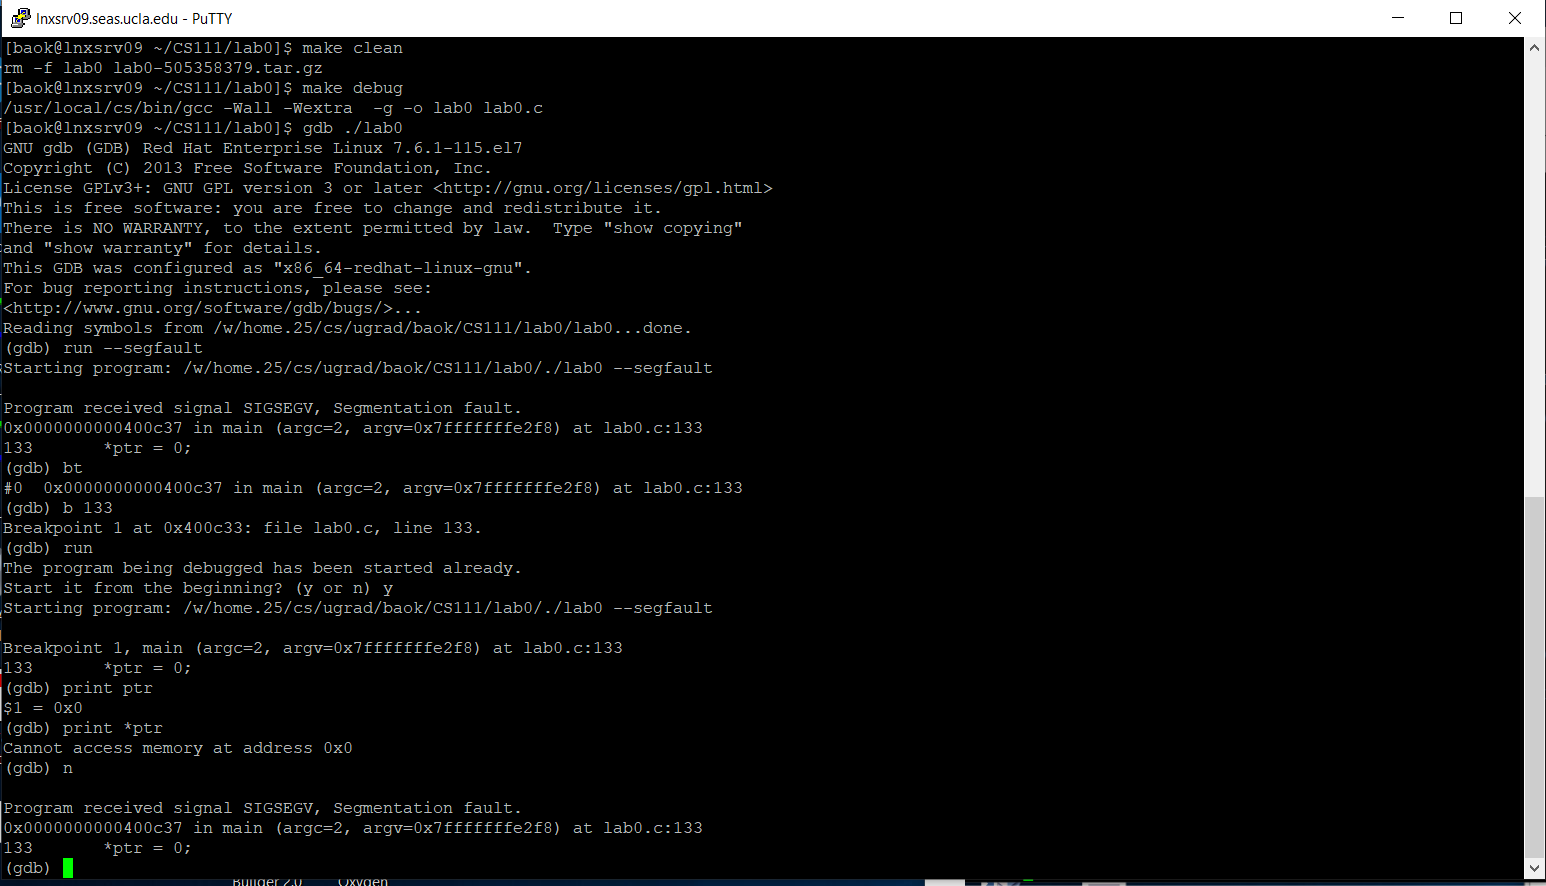 lnxsrv09.seas.ucla.edu - PuTTY
[baok@lnxsrv09 ~/CS111/lab0]$ make clean
rm -f lab0 lab0-505358379.tar.gz
[baok@lnxsrv09 ~/CS111/lab0]$ make debug
/usr/local/cs/bin/gcc -Wall -Wextra  -g -o lab0 lab0.c
[baok@lnxsrv09 ~/CS111/lab0]$ gdb ./lab0
GNU gdb (GDB) Red Hat Enterprise Linux 7.6.1-115.el7
Copyright (C) 2013 Free Software Foundation, Inc.
License GPLv3+: GNU GPL version 3 or later <http://gnu.org/licenses/gpl.html>
This is free software: you are free to change and redistribute it.
There is NO WARRANTY, to the extent permitted by law.  Type "show copying"
and "show warranty" for details.
This GDB was configured as "x86_64-redhat-linux-gnu".
For bug reporting instructions, please see:
<http://www.gnu.org/software/gdb/bugs/>...
Reading symbols from /w/home.25/cs/ugrad/baok/CS111/lab0/lab0...done.
(gdb) run --segfault
Starting program: /w/home.25/cs/ugrad/baok/CS111/lab0/./lab0 --segfault
Program received signal SIGSEGV, Segmentation fault.
0x0000000000400c37 in main (argc=2, argv=0x7fffffffe2f8) at lab0.c:133
133       *ptr = 0;
(gdb) bt
#0  0x0000000000400c37 in main (argc=2, argv=0x7fffffffe2f8) at lab0.c:133
(gdb) b 133
Breakpoint 1 at 0x400c33: file lab0.c, line 133.
(gdb) run
The program being debugged has been started already.
Start it from the beginning? (y or n) y
Starting program: /w/home.25/cs/ugrad/baok/CS111/lab0/./lab0 --segfault
Breakpoint 1, main (argc=2, argv=0x7fffffffe2f8) at lab0.c:133
133       *ptr = 0;
(gdb) print ptr
$1 = 0x0
(gdb) print *ptr
Cannot access memory at address 0x0
(gdb) n
Program received signal SIGSEGV, Segmentation fault.
0x0000000000400c37 in main (argc=2, argv=0x7fffffffe2f8) at lab0.c:133
133       *ptr = 0;
(gdb)
Builder 2.0 Oxygen